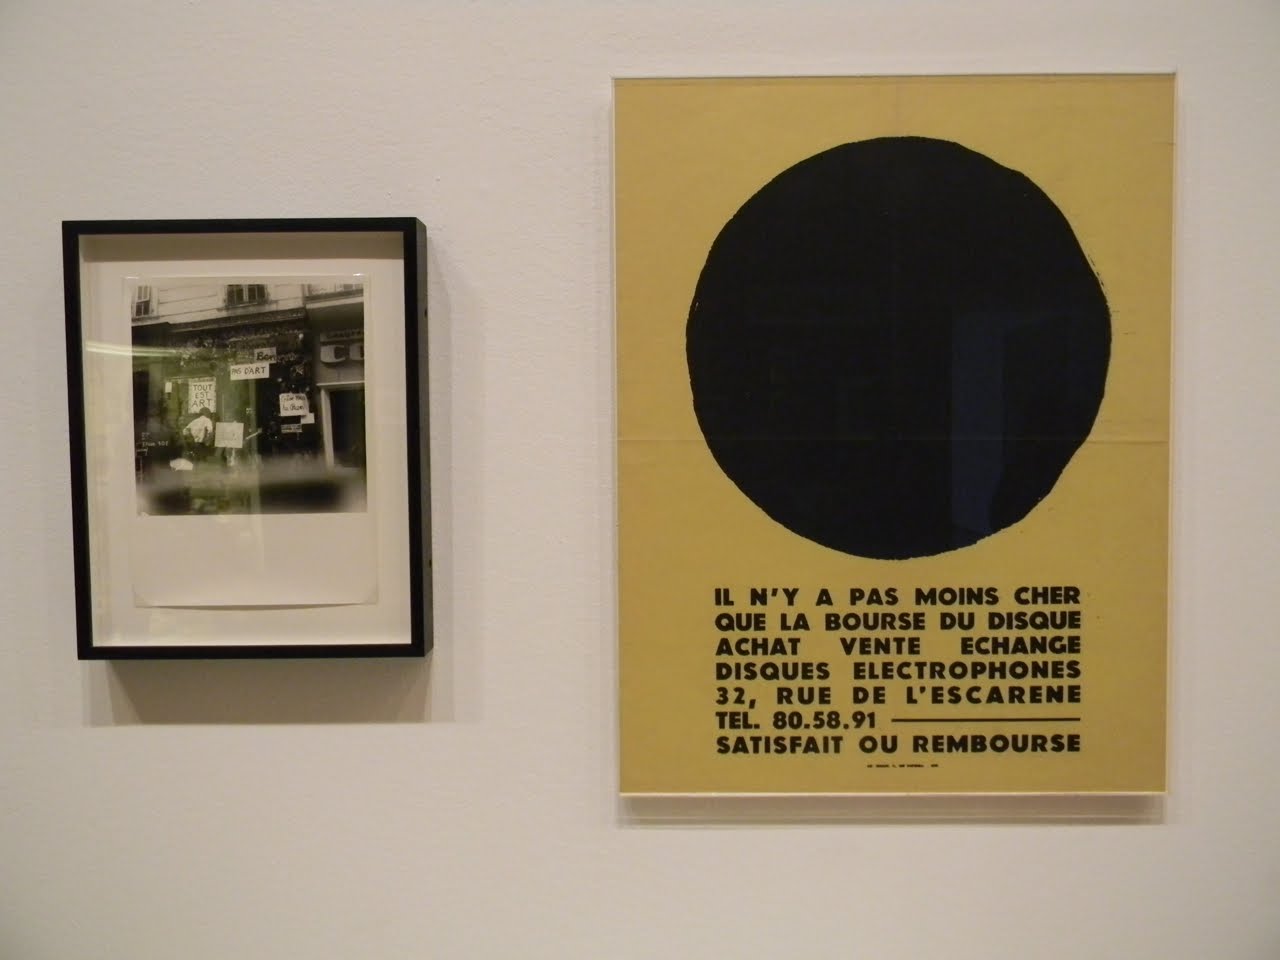 Ben
PAS D'ART
TOUT
EST
ART
IL N'Y A PAS MOINS CHER
QUE LA BOURSE DU DISQUE
ACHAT VENTE ECHANGE
DISQUES ELECTROPHONES
32, RUE DE L'ESCARENE
TEL. 80.58.91
SATISFAIT OU REMBOURSE